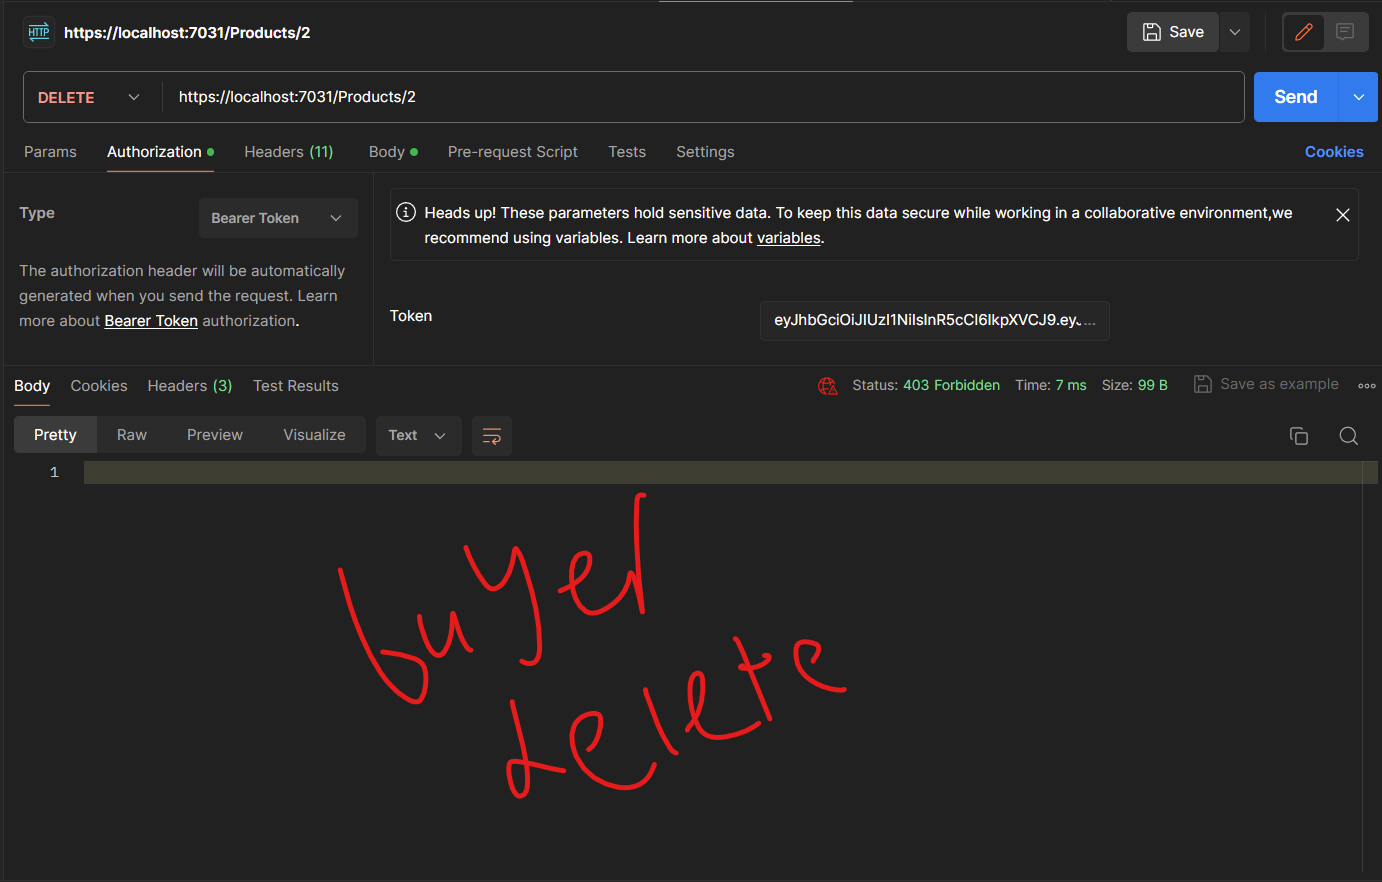 HTTP https://localhost:7031/Products/2 Save
DELETE https://localhost:7031/Products/2 Send
Params Authorization Headers (11) Body Pre-request Script Tests Settings Cookies
Type Bearer Token
The authorization header will be automatically
generated when you send the request. Learn
more about Bearer Token authorization.
Heads up! These parameters hold sensitive data. To keep this data secure while working in a collaborative environment,we
recommend using variables. Learn more about variables.
Token eyJhbGciOiJIUzI1NiIsInR5cCI6IkpXVCJ9.eyJ...
Body Cookies Headers (3) Test Results Status: 403 Forbidden Time: 7 ms Size: 99 B Save as example
Pretty Raw Preview Visualize Text
1
buyer
delete